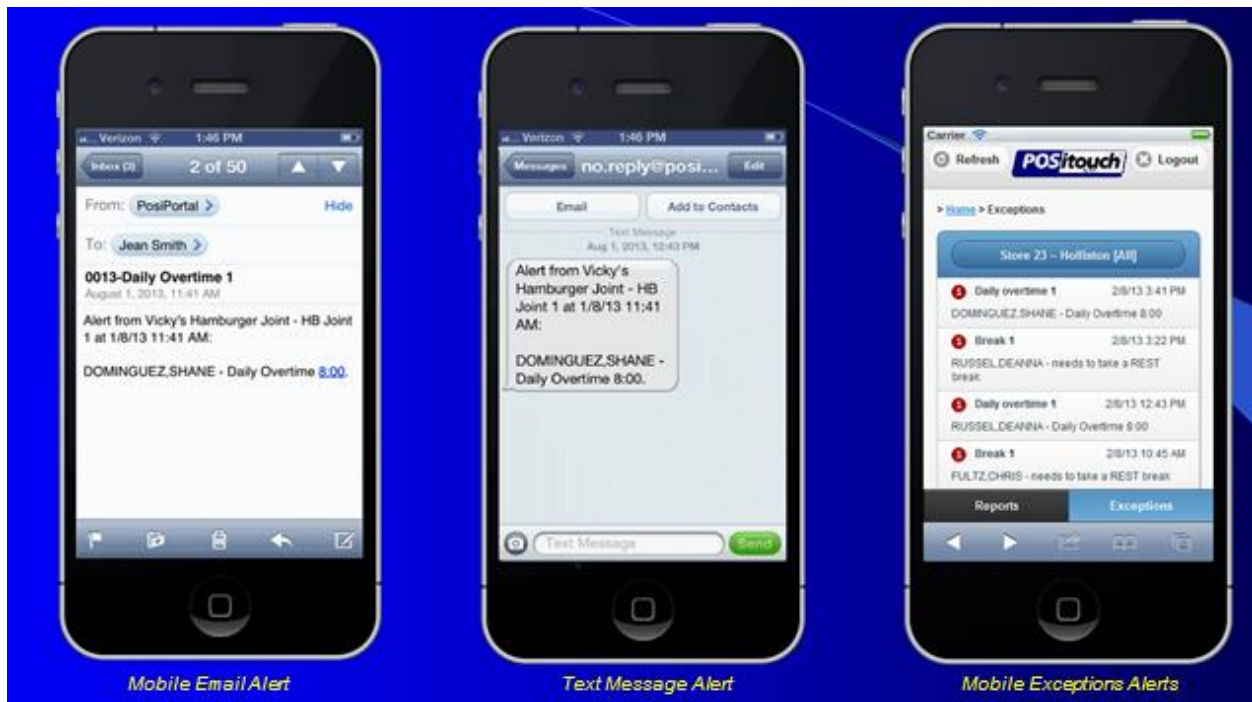 Verizon 1:46 PM
Inbox (3) 2 of 50
From: PosiPortal >
Hide
To: Jean Smith >
0013-Daily Overtime 1
August 1, 2013, 11:41 AM
Alert from Vicky's Hamburger Joint - HB Joint
1 at 1/8/13 11:41 AM:
DOMINGUEZ,SHANE - Daily Overtime 8:00.
Mobile Email Alert
Verizon 1:46 PM
Messages no.reply@posi... Edit
Email Add to Contacts
Text Message
Aug 1, 2013, 12:43 PM
Alert from Vicky's
Hamburger Joint - HB
Joint 1 at 1/8/13 11:41
AM:
DOMINGUEZ,SHANE -
Daily Overtime 8:00.
Text Message Send
Text Message Alert
Carrier
Refresh POSitouch Logout
> Home > Exceptions
Store 23 – Holliston [All]
Daily overtime 1 2/8/13 3:41 PM
DOMINGUEZ,SHANE - Daily Overtime 8:00
Break 1 2/8/13 3:22 PM
RUSSEL,DEANNA - needs to take a REST
break
Daily overtime 1 2/8/13 12:43 PM
RUSSEL,DEANNA - Daily Overtime 8:00
Break 1 2/8/13 10:45 AM
FULTZ,CHRIS - needs to take a REST break
Reports Exceptions
Mobile Exceptions Alerts